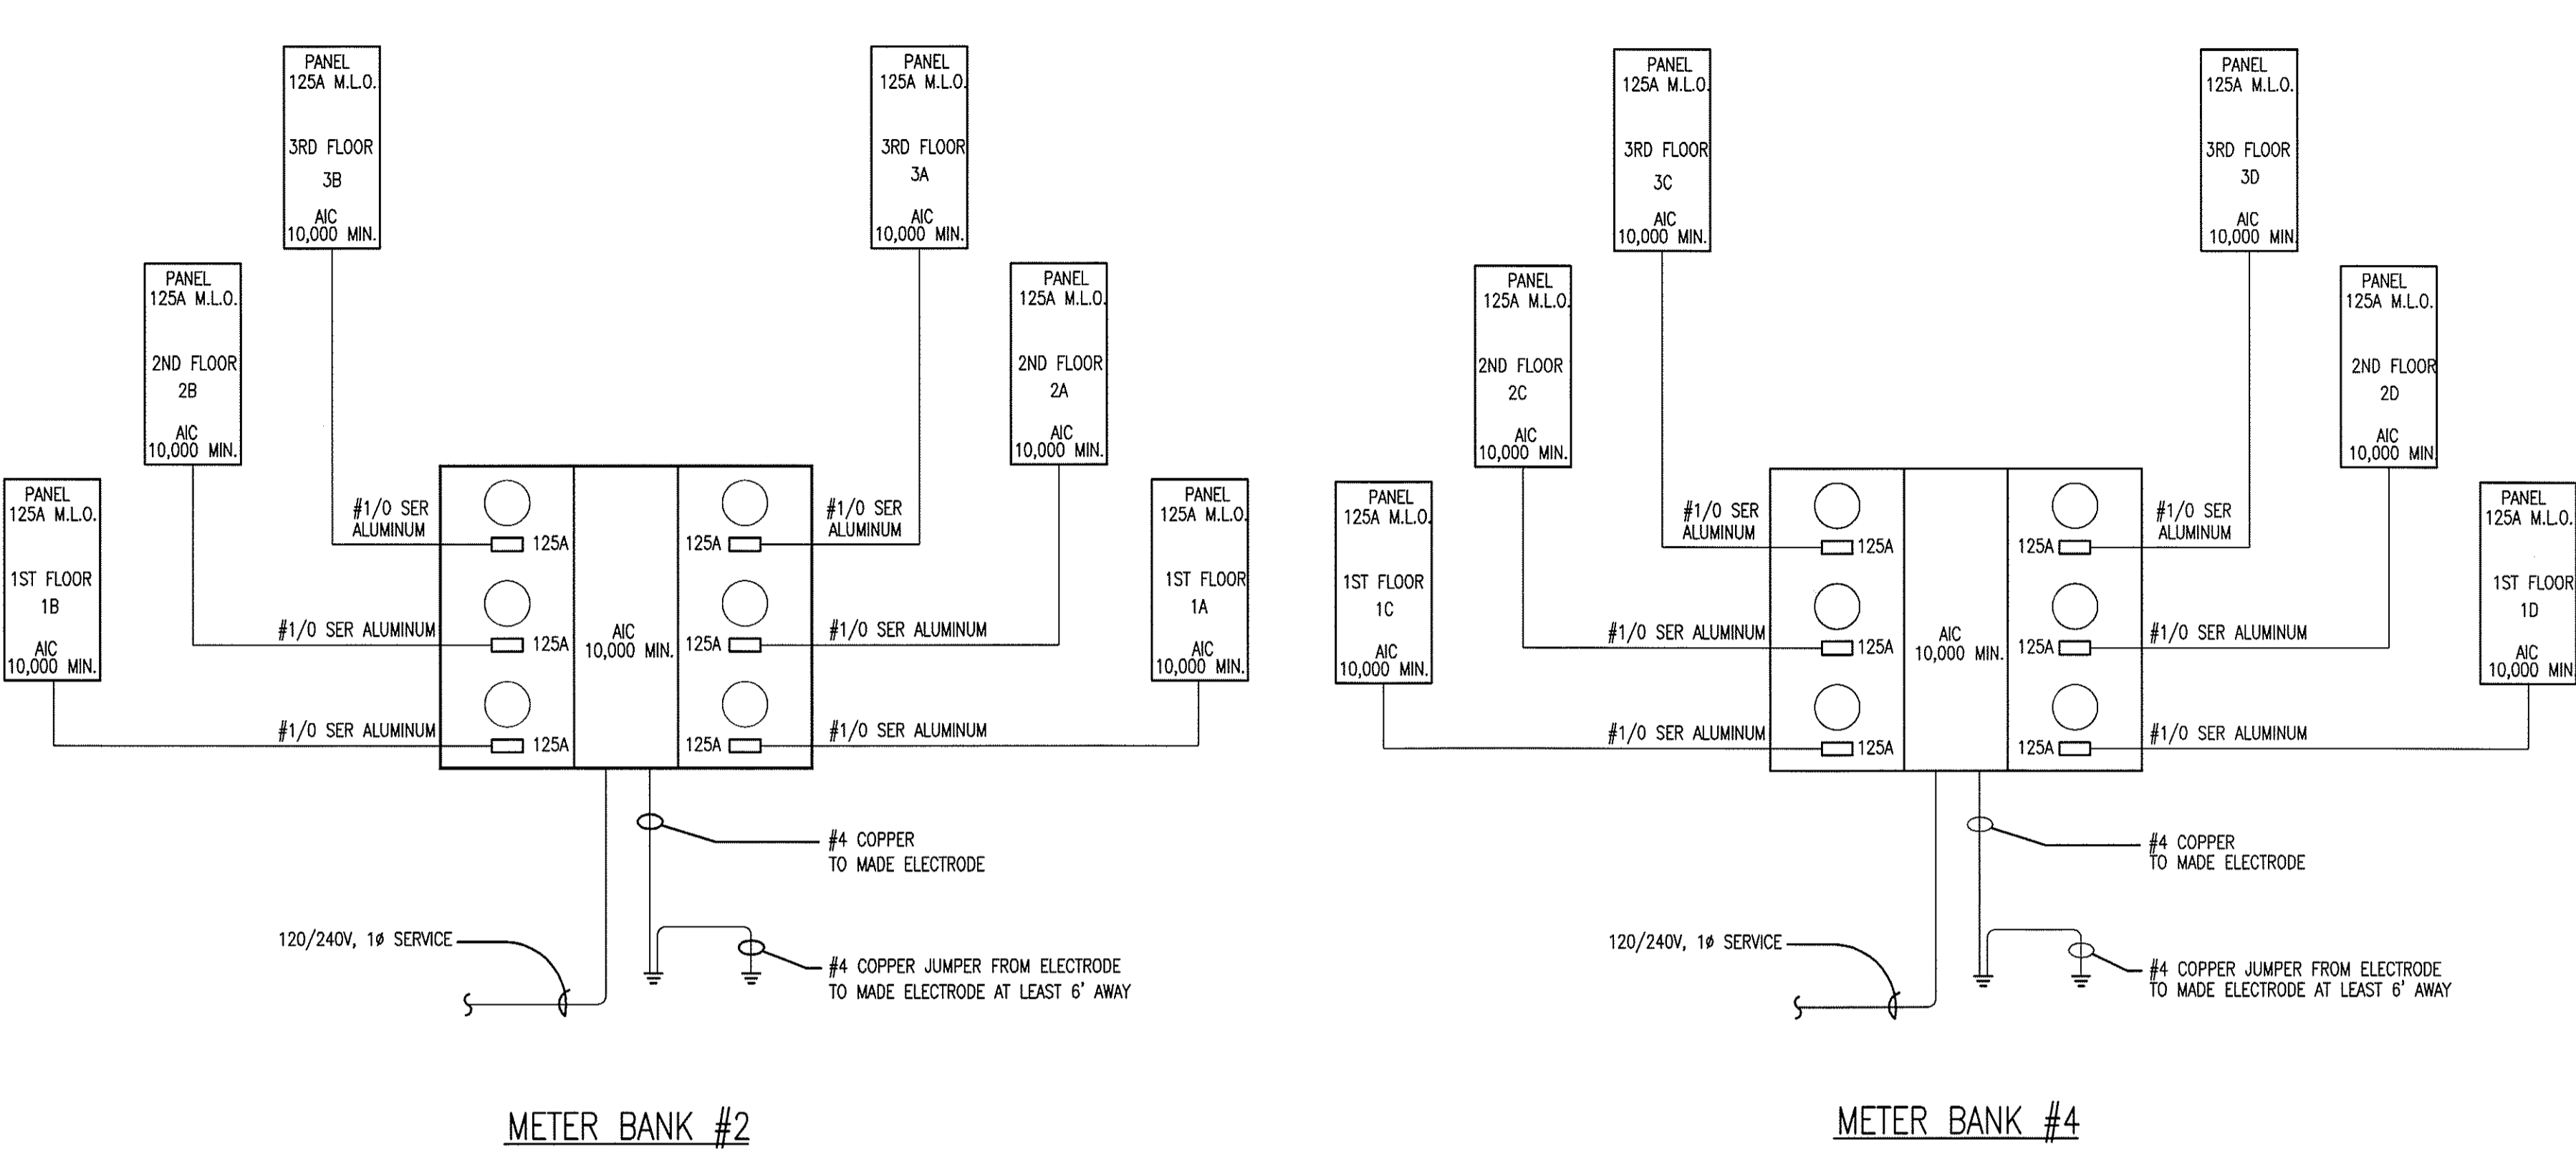 PANEL
125A M.L.O.
3RD FLOOR
3B
AIC
10,000 MIN.
PANEL
125A M.L.O.
3RD FLOOR
3A
AIC
10,000 MIN.
PANEL
125A M.L.O.
2ND FLOOR
2B
AIC
10,000 MIN.
PANEL
125A M.L.O.
2ND FLOOR
2A
AIC
10,000 MIN.
PANEL
125A M.L.O.
1ST FLOOR
1B
AIC
10,000 MIN.
PANEL
125A M.L.O.
1ST FLOOR
1A
AIC
10,000 MIN.
#1/0 SER
ALUMINUM
125A
125A
#1/0 SER
ALUMINUM
#1/0 SER ALUMINUM
125A
AIC
10,000 MIN.
125A
#1/0 SER ALUMINUM
#1/0 SER ALUMINUM
125A
125A
#1/0 SER ALUMINUM
#4 COPPER
TO MADE ELECTRODE
120/240V, 1ø SERVICE
#4 COPPER JUMPER FROM ELECTRODE
TO MADE ELECTRODE AT LEAST 6' AWAY
METER BANK #2
PANEL
125A M.L.O.
3RD FLOOR
3C
AIC
10,000 MIN.
PANEL
125A M.L.O.
3RD FLOOR
3D
AIC
10,000 MIN.
PANEL
125A M.L.O.
2ND FLOOR
2C
AIC
10,000 MIN.
PANEL
125A M.L.O.
2ND FLOOR
2D
AIC
10,000 MIN.
PANEL
125A M.L.O.
1ST FLOOR
1C
AIC
10,000 MIN.
PANEL
125A M.L.O.
1ST FLOOR
1D
AIC
10,000 MIN.
#1/0 SER
ALUMINUM
125A
125A
#1/0 SER
ALUMINUM
#1/0 SER ALUMINUM
125A
AIC
10,000 MIN.
125A
#1/0 SER ALUMINUM
#1/0 SER ALUMINUM
125A
125A
#1/0 SER ALUMINUM
#4 COPPER
TO MADE ELECTRODE
120/240V, 1ø SERVICE
#4 COPPER JUMPER FROM ELECTRODE
TO MADE ELECTRODE AT LEAST 6' AWAY
METER BANK #4